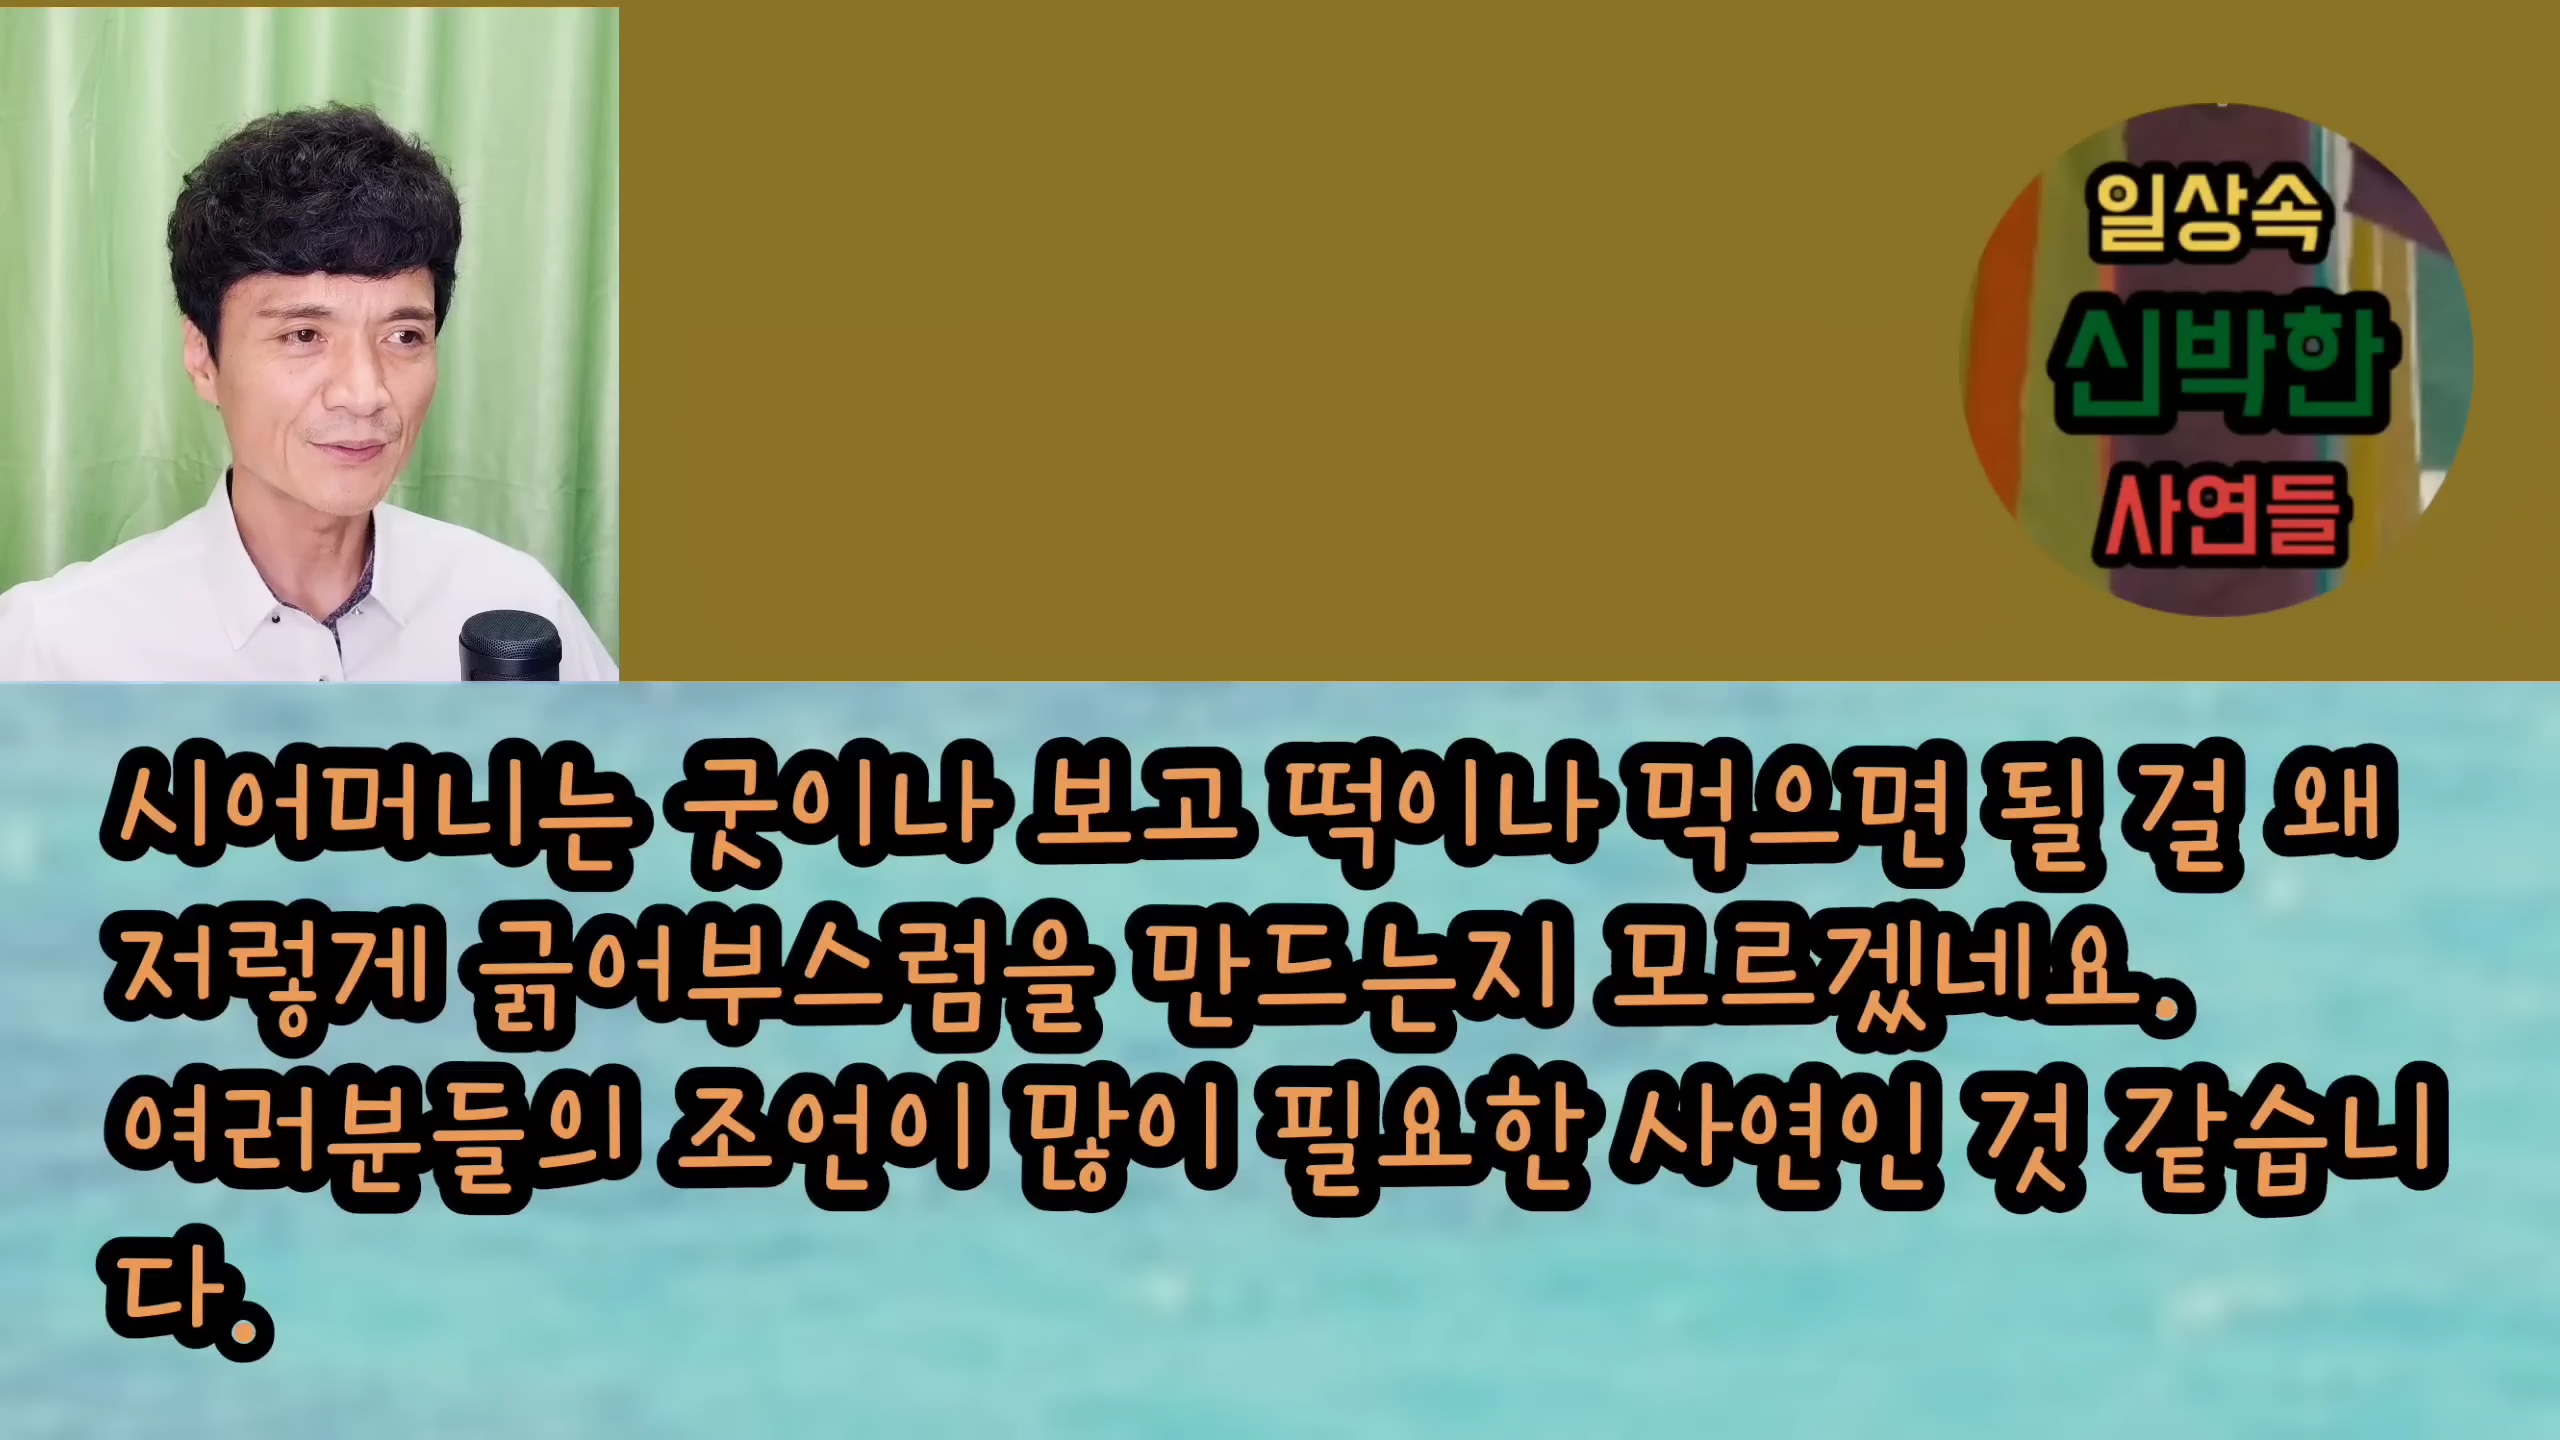 일상속
신박한
사연들
시어머니는 굿이나 보고 떡이나 먹으면 될 걸 왜
저렇게 긁어부스럼을 만드는지 모르겠네요.
여러분들의 조언이 많이 필요한 사연인 것 같습니
다.